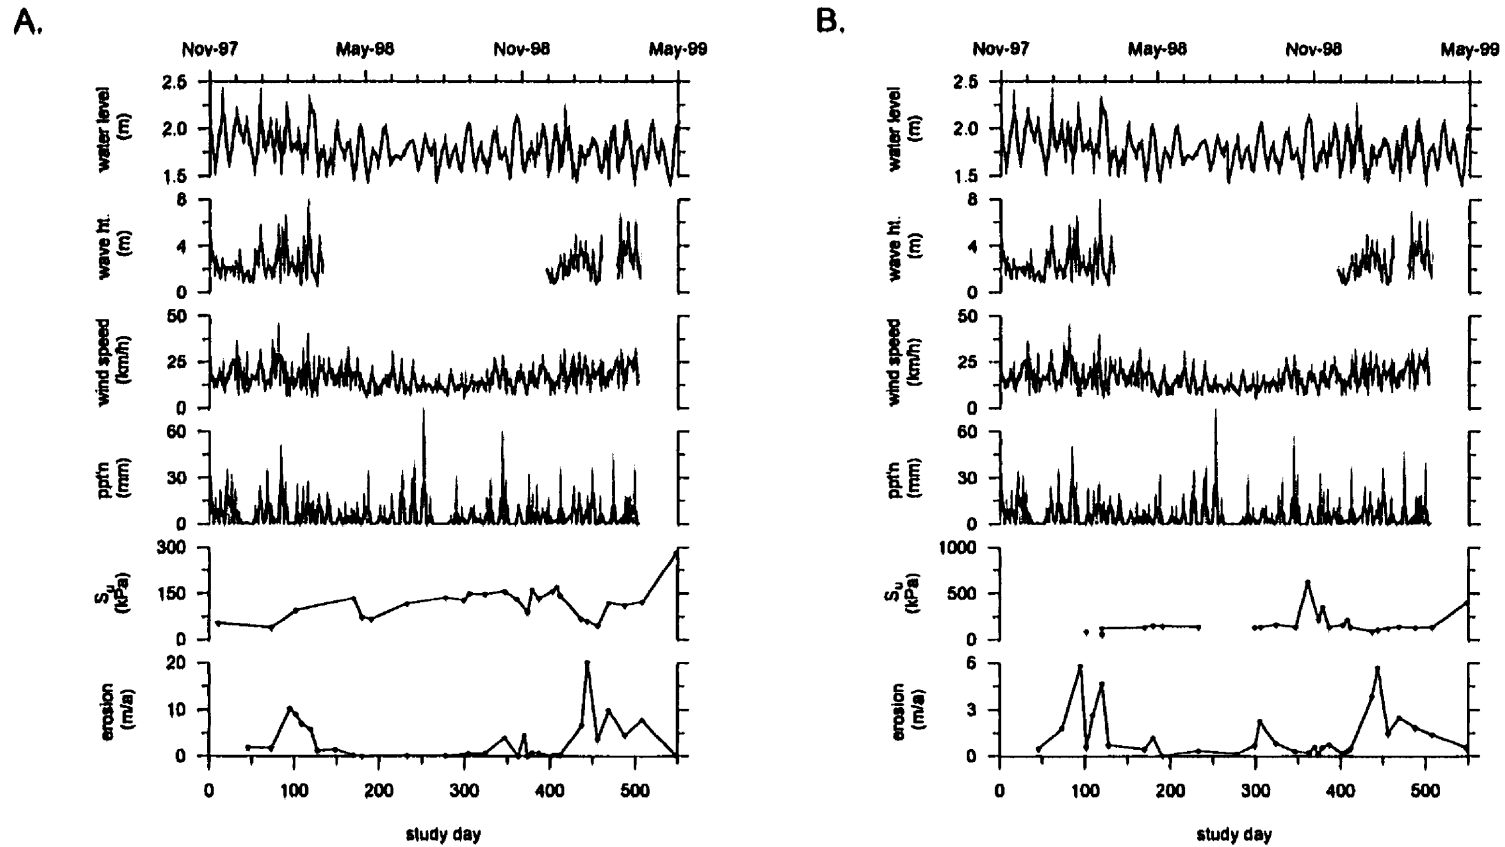 A.
Nov-97 May-98 Nov-98 May-99
2.5
2.0
1.5
water level
(m)
8
4
0
wave ht.
(m)
50
25
0
wind speed
(km/h)
60
30
0
ppt'n
(mm)
300
150
0
Su
(kPa)
20
10
0
erosion
(m/a)
0 100 200 300 400 500
study day
B.
Nov-97 May-98 Nov-98 May-99
2.5
2.0
1.5
water level
(m)
8
4
0
wave ht.
(m)
50
25
0
wind speed
(km/h)
60
30
0
ppt'n
(mm)
1000
500
0
Su
(kPa)
6
3
0
erosion
(m/a)
0 100 200 300 400 500
study day